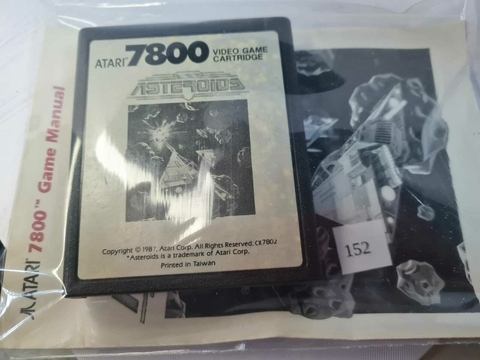 ATARI 7800 VIDEO GAME
CARTRIDGE
ASTEROIDS
Copyright © 1987, Atari Corp. All Rights Reserved. CX7802
*Asteroids is a trademark of Atari Corp.
Printed in Taiwan
ATARI 7800™ Game Manual
152